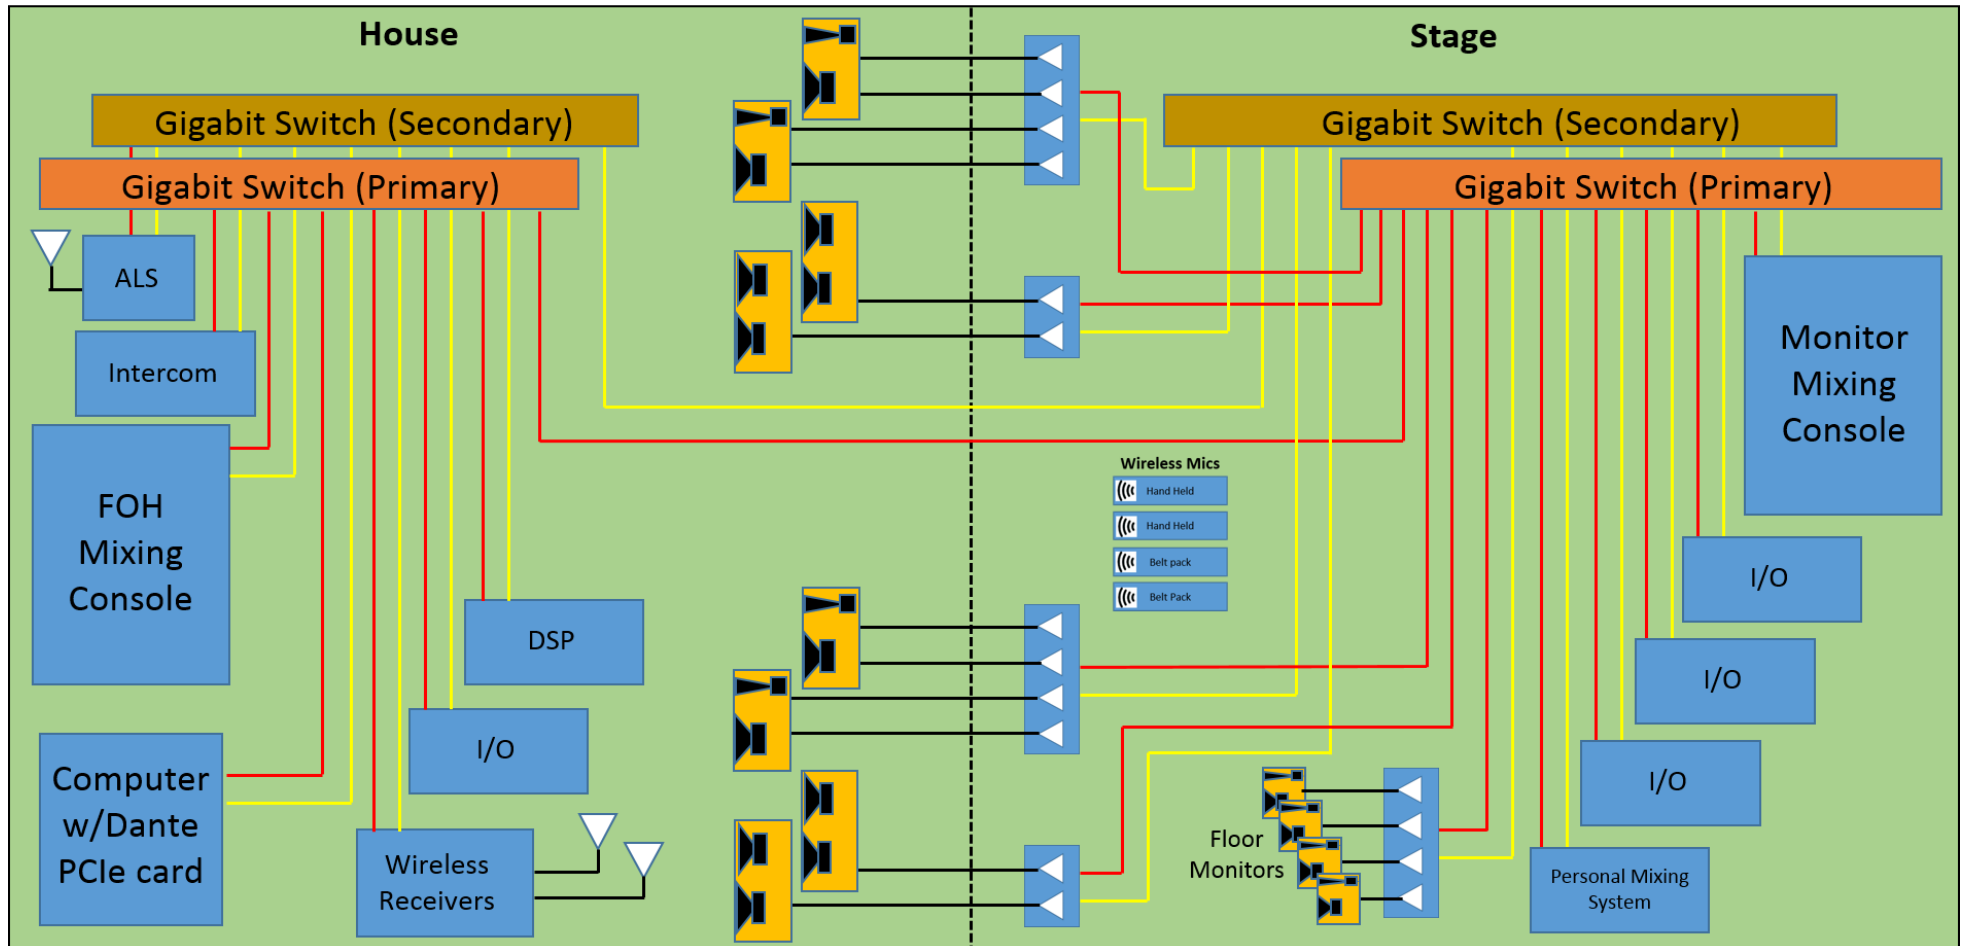 House
Stage
Gigabit Switch (Secondary)
Gigabit Switch (Secondary)
Gigabit Switch (Primary)
Gigabit Switch (Primary)
ALS
Intercom
FOH
Mixing
Console
Computer
w/Dante
PCIe card
DSP
I/O
Wireless
Receivers
Wireless Mics
Hand Held
Hand Held
Belt pack
Belt Pack
Floor
Monitors
Monitor
Mixing
Console
I/O
I/O
I/O
Personal Mixing
System